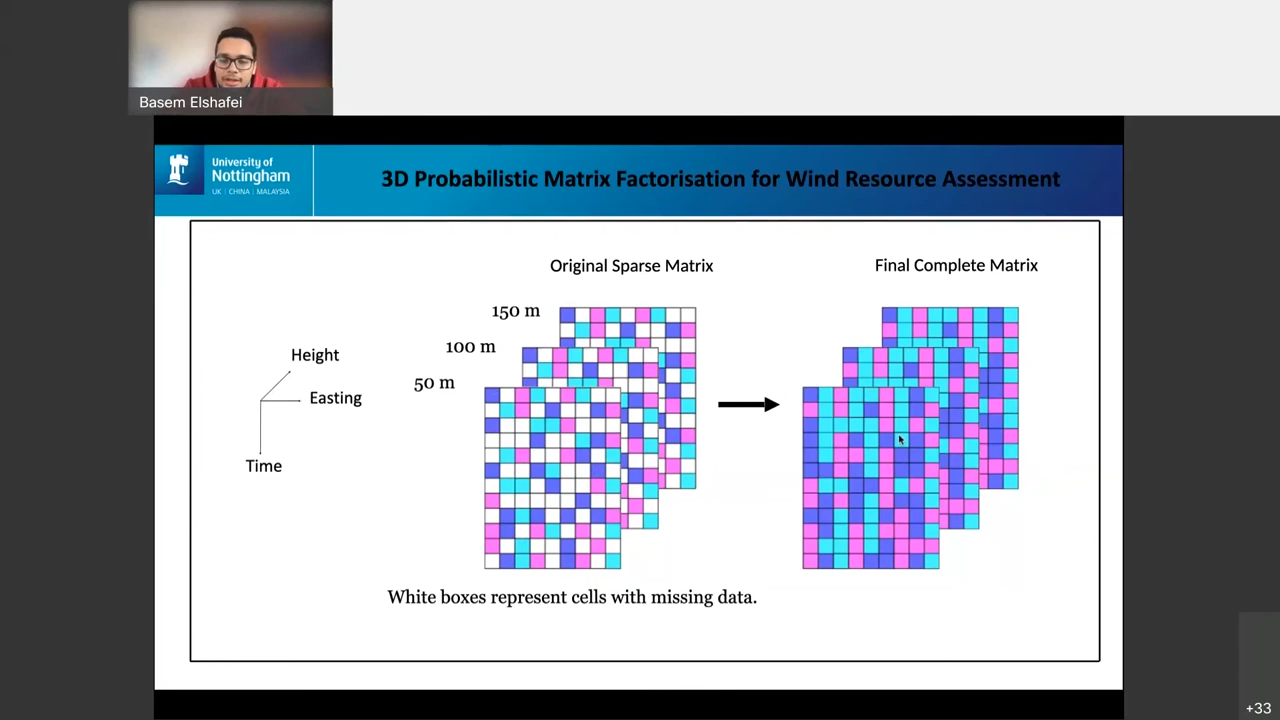 Basem Elshafei
University of
Nottingham
UK | CHINA | MALAYSIA
3D Probabilistic Matrix Factorisation for Wind Resource Assessment
Original Sparse Matrix
Final Complete Matrix
150 m
100 m
50 m
Height
Easting
Time
White boxes represent cells with missing data.
+33